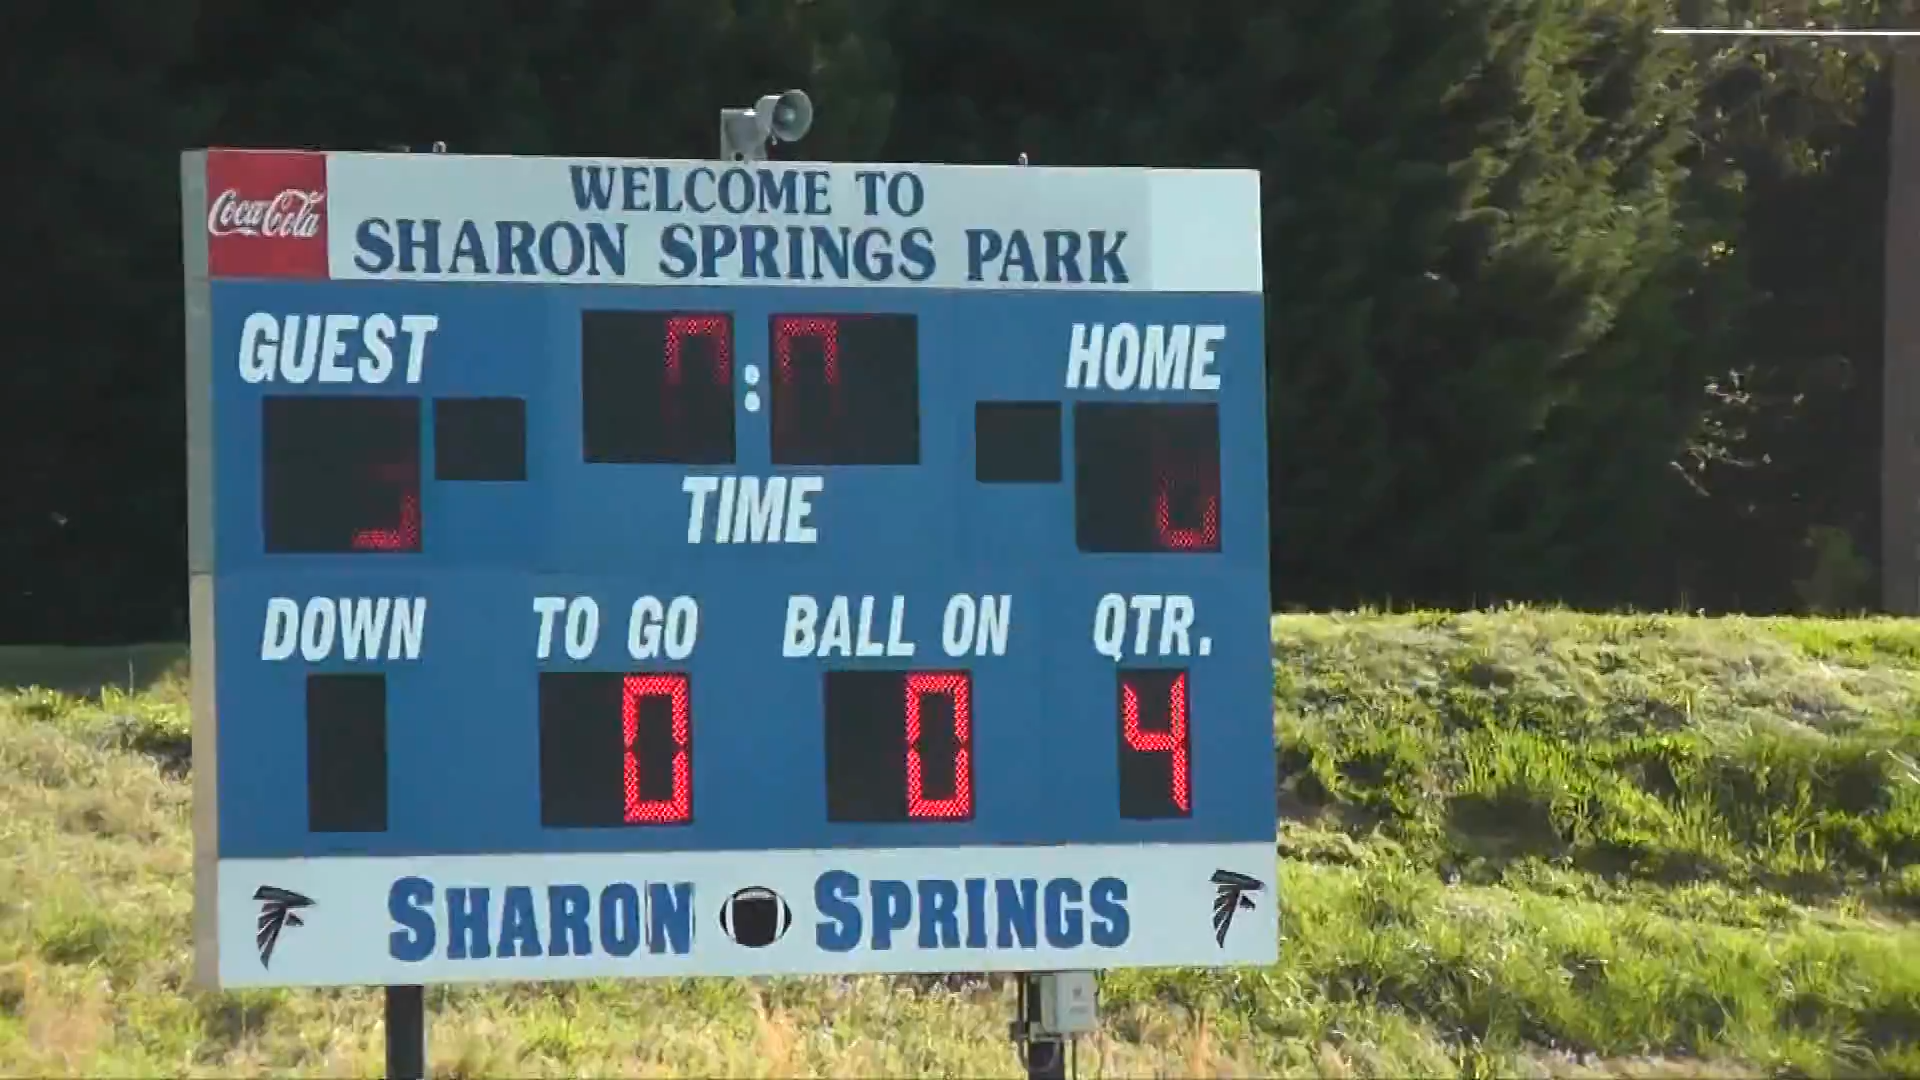 Coca-Cola
WELCOME TO
SHARON SPRINGS PARK
GUEST
HOME
:
TIME
DOWN TO GO BALL ON QTR.
0 0 4
SHARON SPRINGS